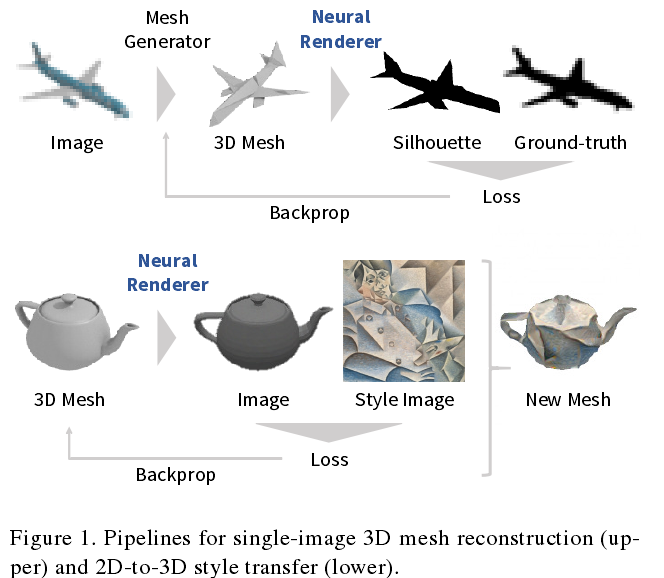 Mesh
Generator
Neural
Renderer
Image
3D Mesh
Silhouette
Ground-truth
Loss
Backprop
Neural
Renderer
3D Mesh
Image
Style Image
New Mesh
Loss
Backprop
Figure 1. Pipelines for single-image 3D mesh reconstruction (up-
per) and 2D-to-3D style transfer (lower).